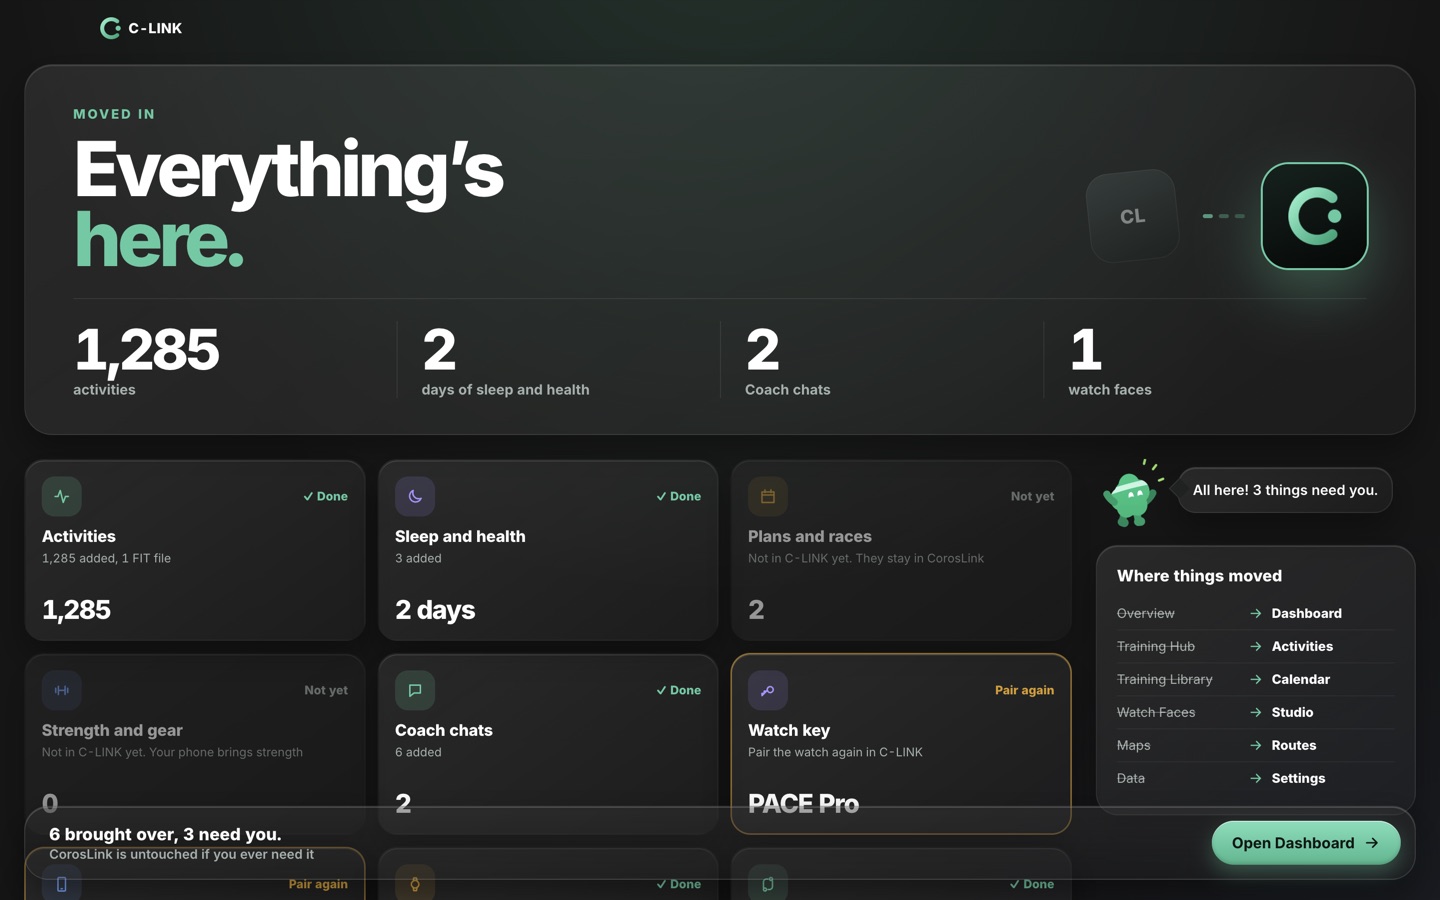 C-LINK
MOVED IN
Everything's
here.
CL
1,285
activities
2
days of sleep and health
2
Coach chats
1
watch faces
Done
Activities
1,285 added, 1 FIT file
1,285
Done
Sleep and health
3 added
2 days
Not yet
Plans and races
Not in C-LINK yet. They stay in CorosLink
2
All here! 3 things need you.
Where things moved
Overview → Dashboard
Training Hub → Activities
Training Library → Calendar
Watch Faces → Studio
Maps → Routes
Data → Settings
Not yet
Strength and gear
Not in C-LINK yet. Your phone brings strength
0
Done
Coach chats
6 added
2
Pair again
Watch key
Pair the watch again in C-LINK
PACE Pro
6 brought over, 3 need you.
CorosLink is untouched if you ever need it
Open Dashboard →
Pair again
Done
Done